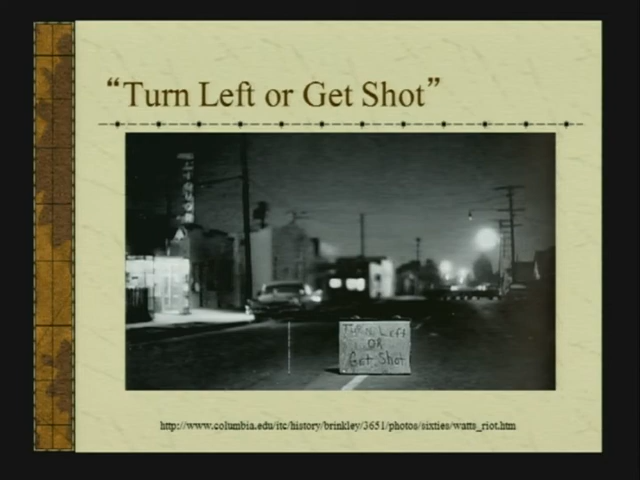 “Turn Left or Get Shot”
Turn Left
OR
Get Shot
http://www.columbia.edu/itc/history/brinkley/3651/photos/sixties/watts_riot.htm